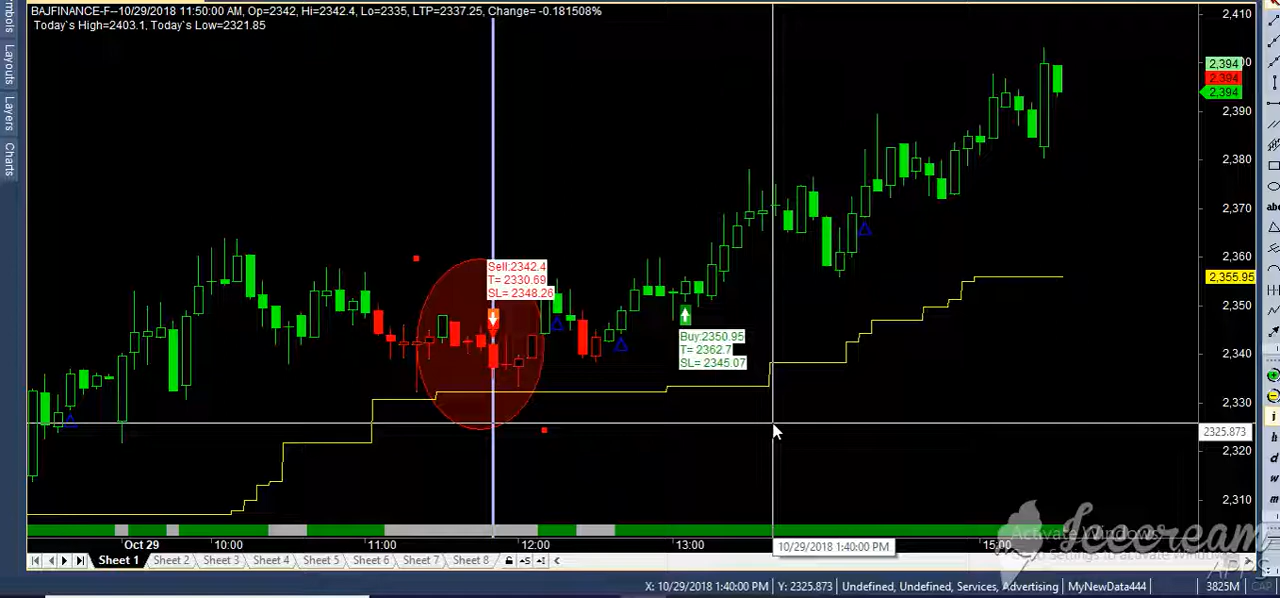 BAJFINANCE-F--10/29/2018 11:50:00 AM, Op=2342, Hi=2342.4, Lo=2335, LTP=2337.25, Change= -0.181508%
Today`s High=2403.1, Today`s Low=2321.85
Layouts
Layers
Charts
2,410
2,394
2,394
2,394
2,390
2,380
2,370
2,360
2,355.95
2,350
2,340
2,330
2325.873
2,320
2,310
Sell:2342.4
T= 2330.69
SL= 2348.26
Buy:2350.95
T= 2362.7
SL= 2345.07
Oct 29
10:00
11:00
12:00
13:00
10/29/2018 1:40:00 PM
15:00
Activate Windows
Icecream
APPS
Sheet 1
Sheet 2
Sheet 3
Sheet 4
Sheet 5
Sheet 6
Sheet 7
Sheet 8
X: 10/29/2018 1:40:00 PM
Y: 2325.873
Undefined, Undefined, Services, Advertising
MyNewData444
3825M
CAP
abc
i
h
d
w
m